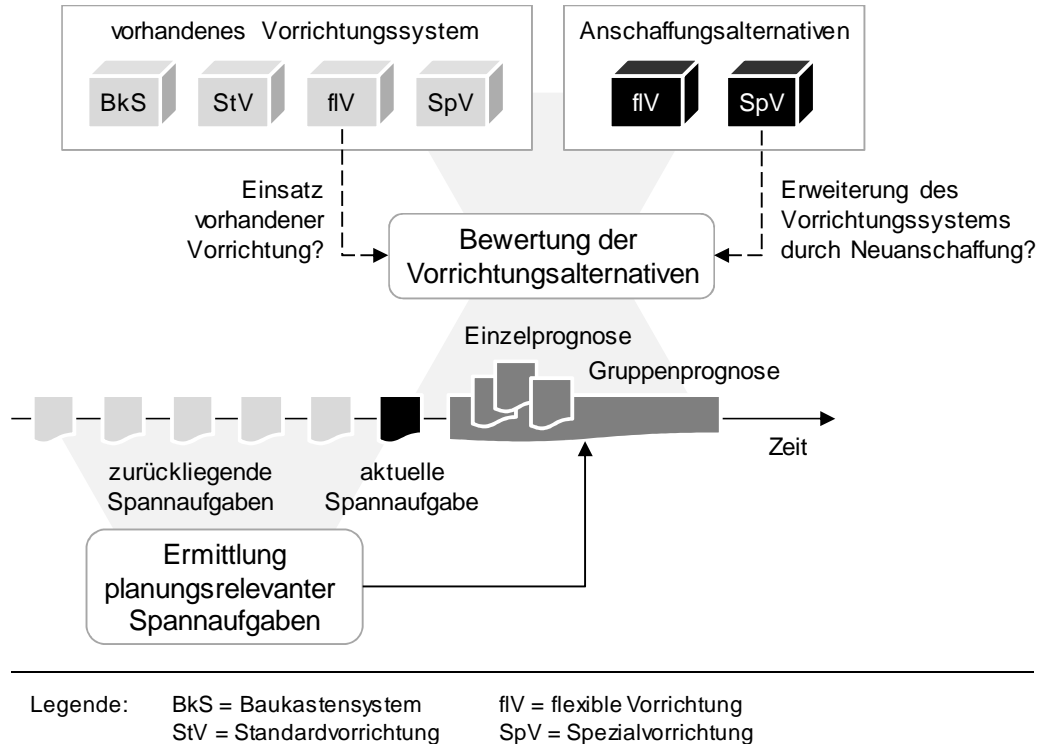 vorhandenes Vorrichtungssystem
BkS
StV
flV
SpV
Anschaffungsalternativen
flV
SpV
Einsatz
vorhandener
Vorrichtung?
Bewertung der
Vorrichtungsalternativen
Erweiterung des
Vorrichtungssystems
durch Neuanschaffung?
Einzelprognose
Gruppenprognose
Zeit
zurückliegende
Spannaufgaben
aktuelle
Spannaufgabe
Ermittlung
planungsrelevanter
Spannaufgaben
Legende:
BkS = Baukastensystem
StV = Standardvorrichtung
flV = flexible Vorrichtung
SpV = Spezialvorrichtung